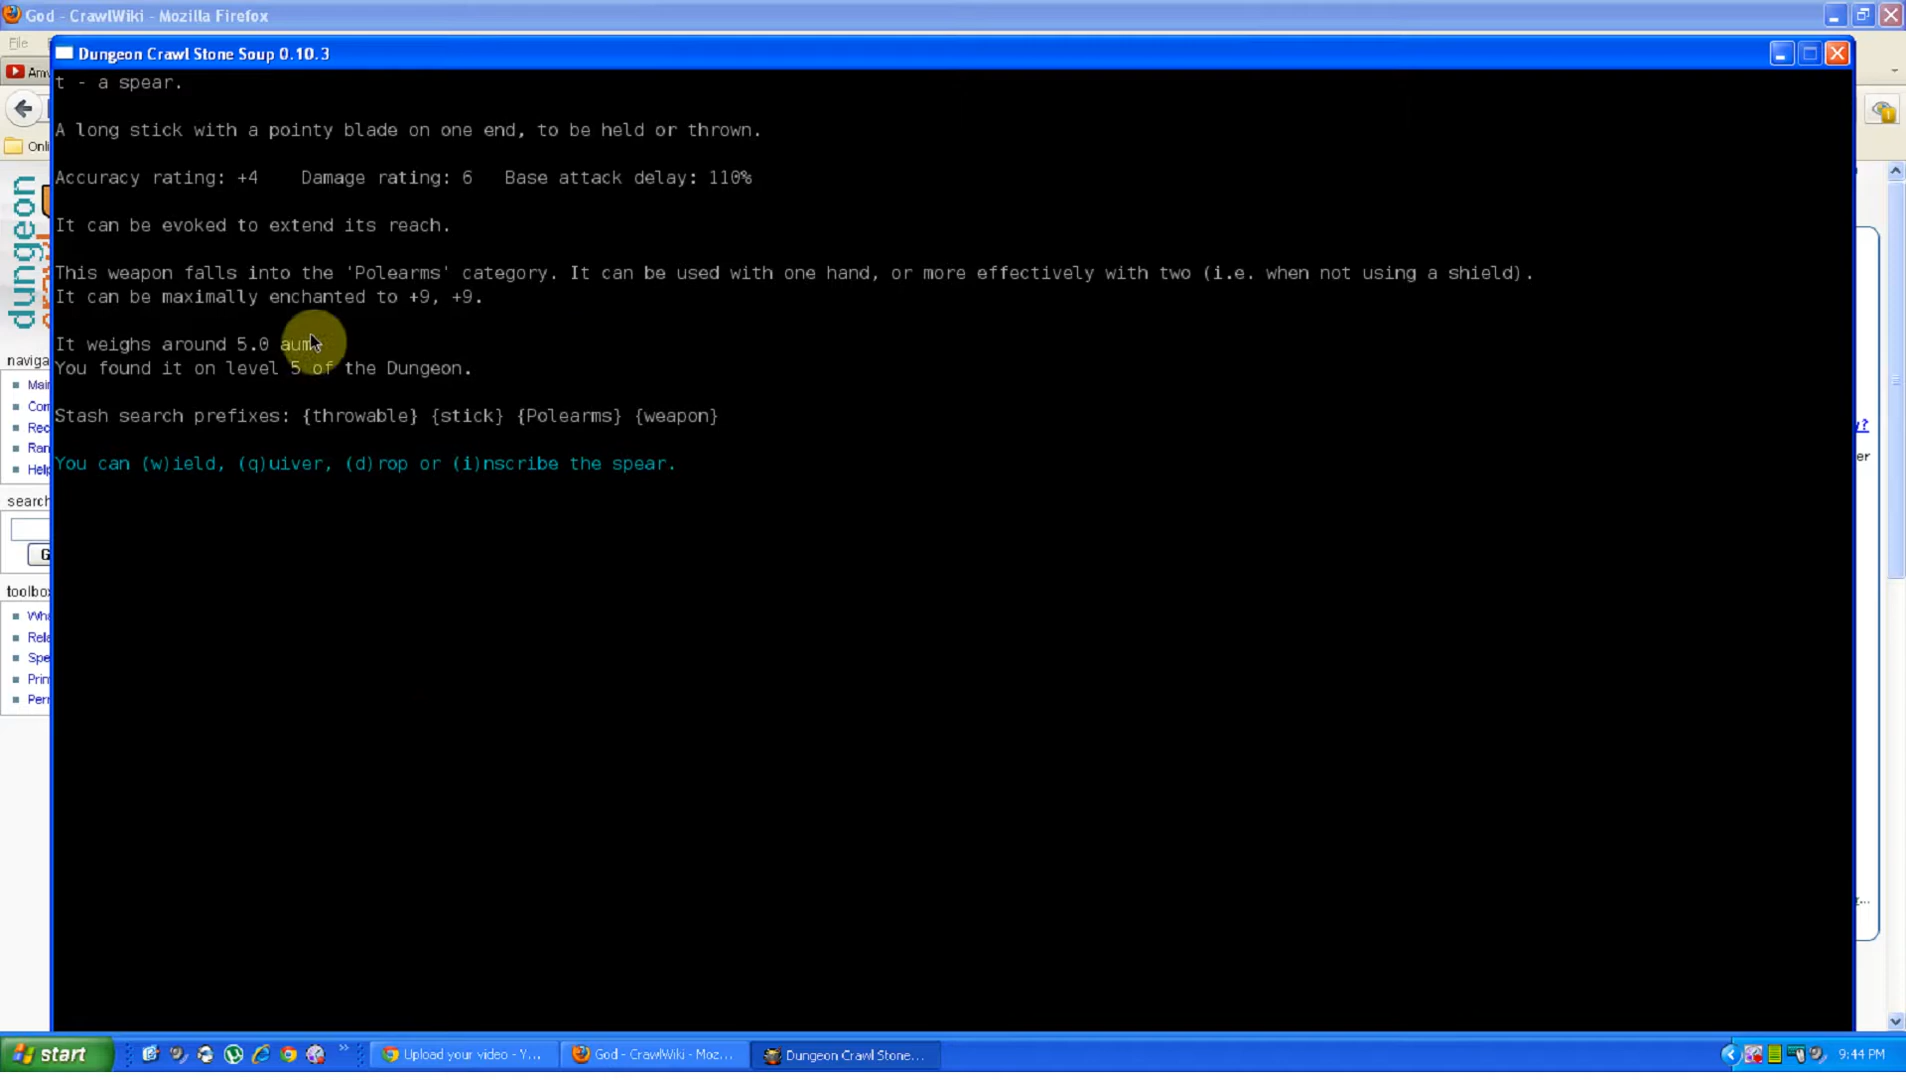 God - CrawlWiki - Mozilla Firefox
File
Dungeon Crawl Stone Soup 0.10.3
t - a spear.
A long stick with a pointy blade on one end, to be held or thrown.
Accuracy rating: +4 Damage rating: 6 Base attack delay: 110%
It can be evoked to extend its reach.
This weapon falls into the 'Polearms' category. It can be used with one hand, or more effectively with two (i.e. when not using a shield).
It can be maximally enchanted to +9, +9.
It weighs around 5.0 aum
You found it on level 5 of the Dungeon.
Stash search prefixes: {throwable} {stick} {Polearms} {weapon}
You can (w)ield, (q)uiver, (d)rop or (i)nscribe the spear.
dungeon
search
start
Upload your video - Y...
God - CrawlWiki - Moz...
Dungeon Crawl Stone...
9:44 PM